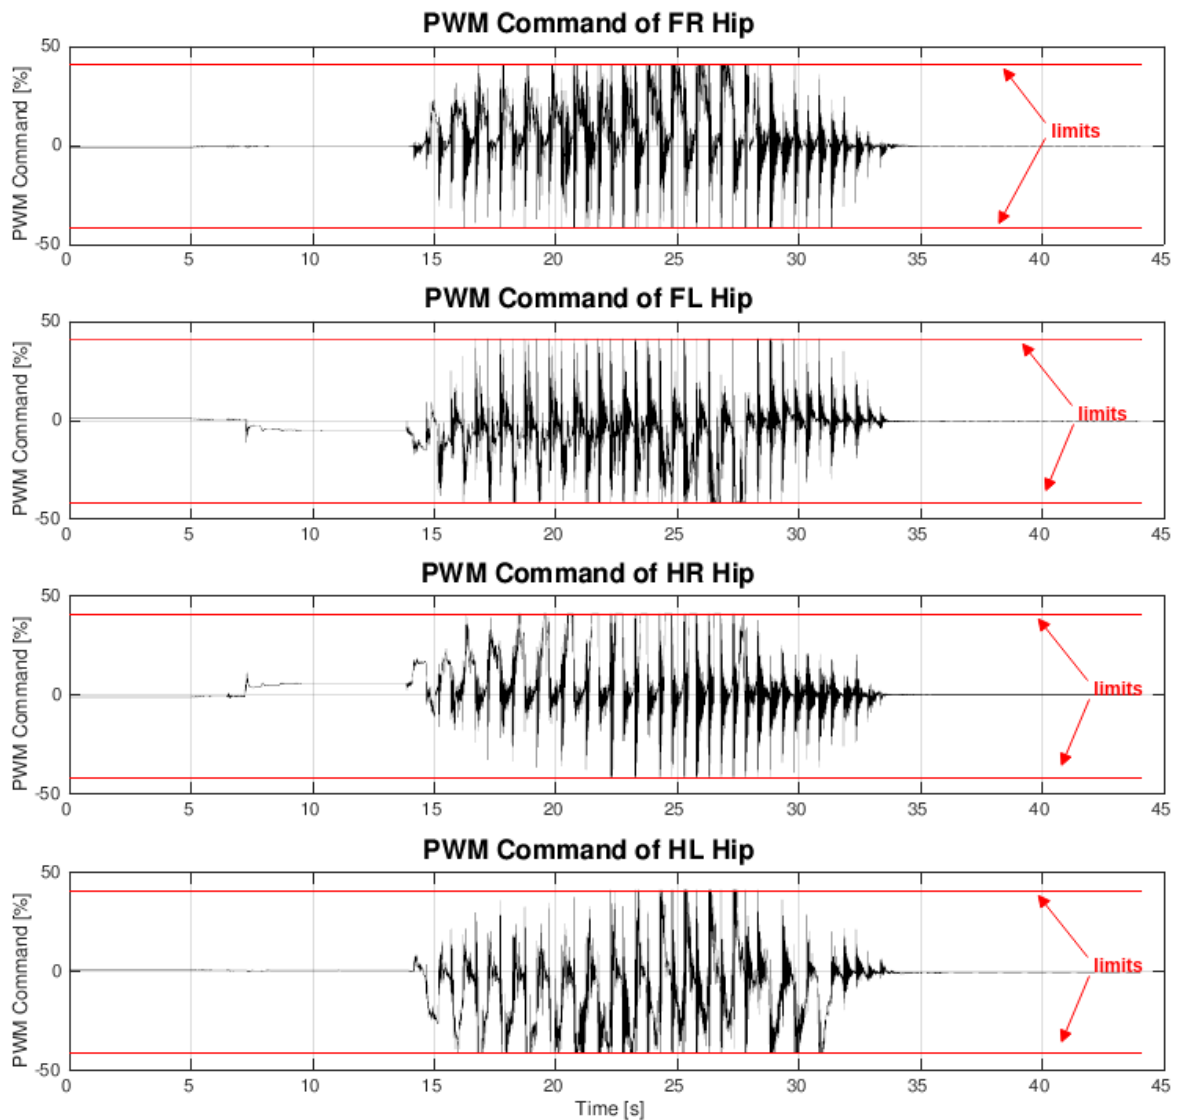 PWM Command of FR Hip
50
0
-50
PWM Command [%]
limits
0 5 10 15 20 25 30 35 40 45
PWM Command of FL Hip
50
0
-50
PWM Command [%]
limits
0 5 10 15 20 25 30 35 40 45
PWM Command of HR Hip
50
0
-50
PWM Command [%]
limits
0 5 10 15 20 25 30 35 40 45
PWM Command of HL Hip
50
0
-50
PWM Command [%]
limits
0 5 10 15 20 25 30 35 40 45
Time [s]